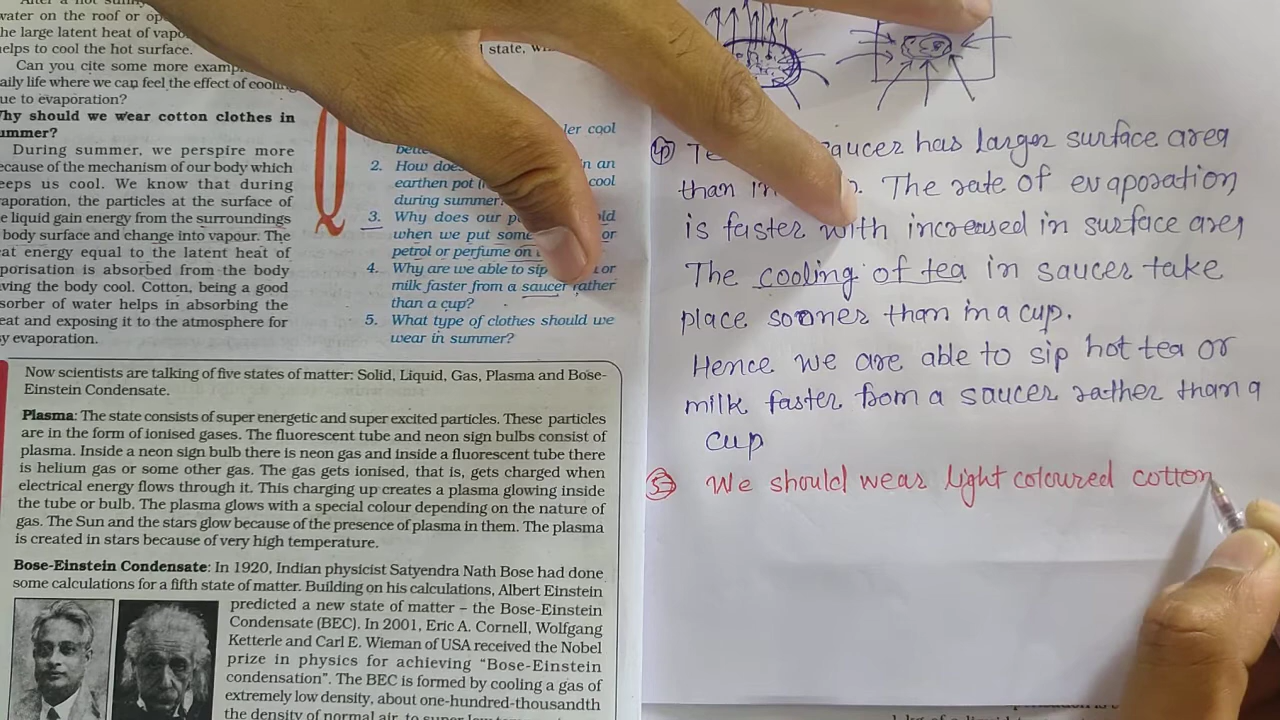 After a hot sunny
water on the roof or op
he large latent heat of vapo
elps to cool the hot surface.
Can you cite some more examp
aily life where we can feel the effect of cooling
ue to evaporation?
Why should we wear cotton clothes in
ummer?
During summer, we perspire more
ecause of the mechanism of our body which
eeps us cool. We know that during
aporation, the particles at the surface of
e liquid gain energy from the surroundings
body surface and change into vapour. The
eat energy equal to the latent heat of
porisation is absorbed from the body
ving the body cool. Cotton, being a good
sorber of water helps in absorbing the
eat and exposing it to the atmosphere for
y evaporation.
state,
Q
ler cool
2. How does n an
earthen pot cool
during summer
3. Why does our p old
when we put some or
petrol or perfume on
4. Why are we able to sip or
milk faster from a saucer rather
than a cup?
5. What type of clothes should we
wear in summer?
Now scientists are talking of five states of matter: Solid, Liquid, Gas, Plasma and Bose-
Einstein Condensate.
Plasma: The state consists of super energetic and super excited particles. These particles
are in the form of ionised gases. The fluorescent tube and neon sign bulbs consist of
plasma. Inside a neon sign bulb there is neon gas and inside a fluorescent tube there
is helium gas or some other gas. The gas gets ionised, that is, gets charged when
electrical energy flows through it. This charging up creates a plasma glowing inside
the tube or bulb. The plasma glows with a special colour depending on the nature of
gas. The Sun and the stars glow because of the presence of plasma in them. The plasma
is created in stars because of very high temperature.
Bose-Einstein Condensate: In 1920, Indian physicist Satyendra Nath Bose had done
some calculations for a fifth state of matter. Building on his calculations, Albert Einstein
predicted a new state of matter – the Bose-Einstein
Condensate (BEC). In 2001, Eric A. Cornell, Wolfgang
Ketterle and Carl E. Wieman of USA received the Nobel
prize in physics for achieving "Bose-Einstein
condensation". The BEC is formed by cooling a gas of
extremely low density, about one-hundred-thousandth
the density of normal air, to super low
4) Te saucer has larger surface area
than in . The rate of evaporation
is faster with increased in surface area
The cooling of tea in saucer take
place sooner than in a cup.
Hence we are able to sip hot tea or
milk faster from a saucer rather than a
cup
5 We should wear light coloured cotton